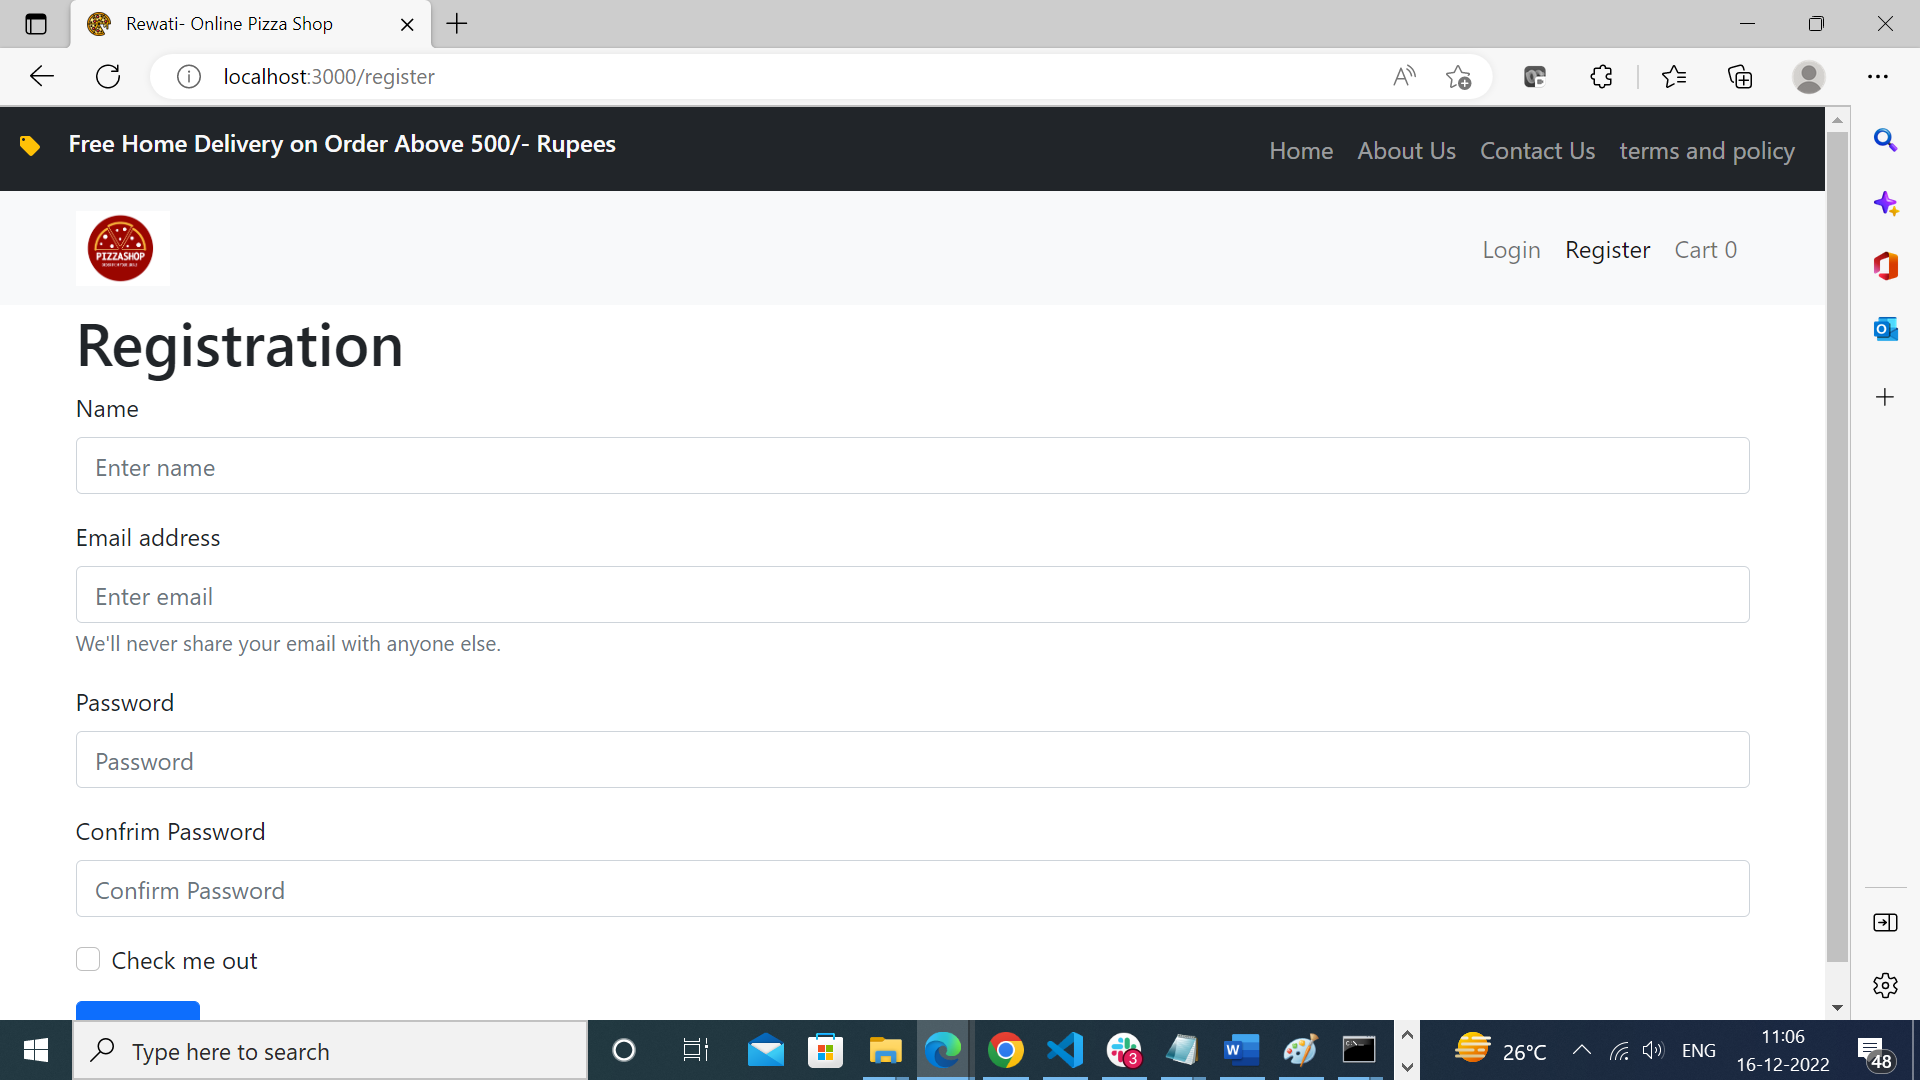 Rewati- Online Pizza Shop
localhost:3000/register
Free Home Delivery on Order Above 500/- Rupees
Home About Us Contact Us terms and policy
PIZZASHOP
Login Register Cart 0
Registration
Name
Enter name
Email address
Enter email
We'll never share your email with anyone else.
Password
Password
Confrim Password
Confirm Password
Check me out
Type here to search
3
26°C
ENG
11:06
16-12-2022
48